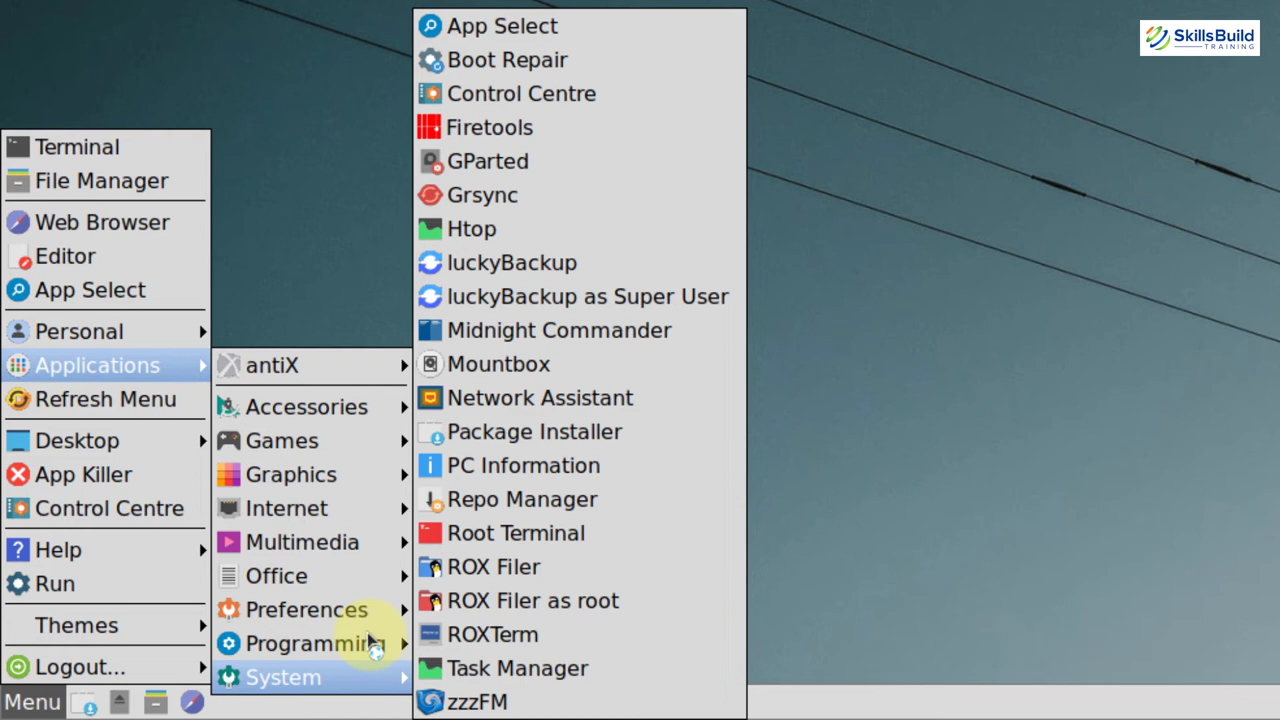 SkillsBuild
TRAINING
Terminal
File Manager
Web Browser
Editor
App Select
Personal
Applications
Refresh Menu
Desktop
App Killer
Control Centre
Help
Run
Themes
Logout...
Menu
antiX
Accessories
Games
Graphics
Internet
Multimedia
Office
Preferences
Programming
System
App Select
Boot Repair
Control Centre
Firetools
GParted
Grsync
Htop
luckyBackup
luckyBackup as Super User
Midnight Commander
Mountbox
Network Assistant
Package Installer
PC Information
Repo Manager
Root Terminal
ROX Filer
ROX Filer as root
ROXTerm
Task Manager
zzzFM